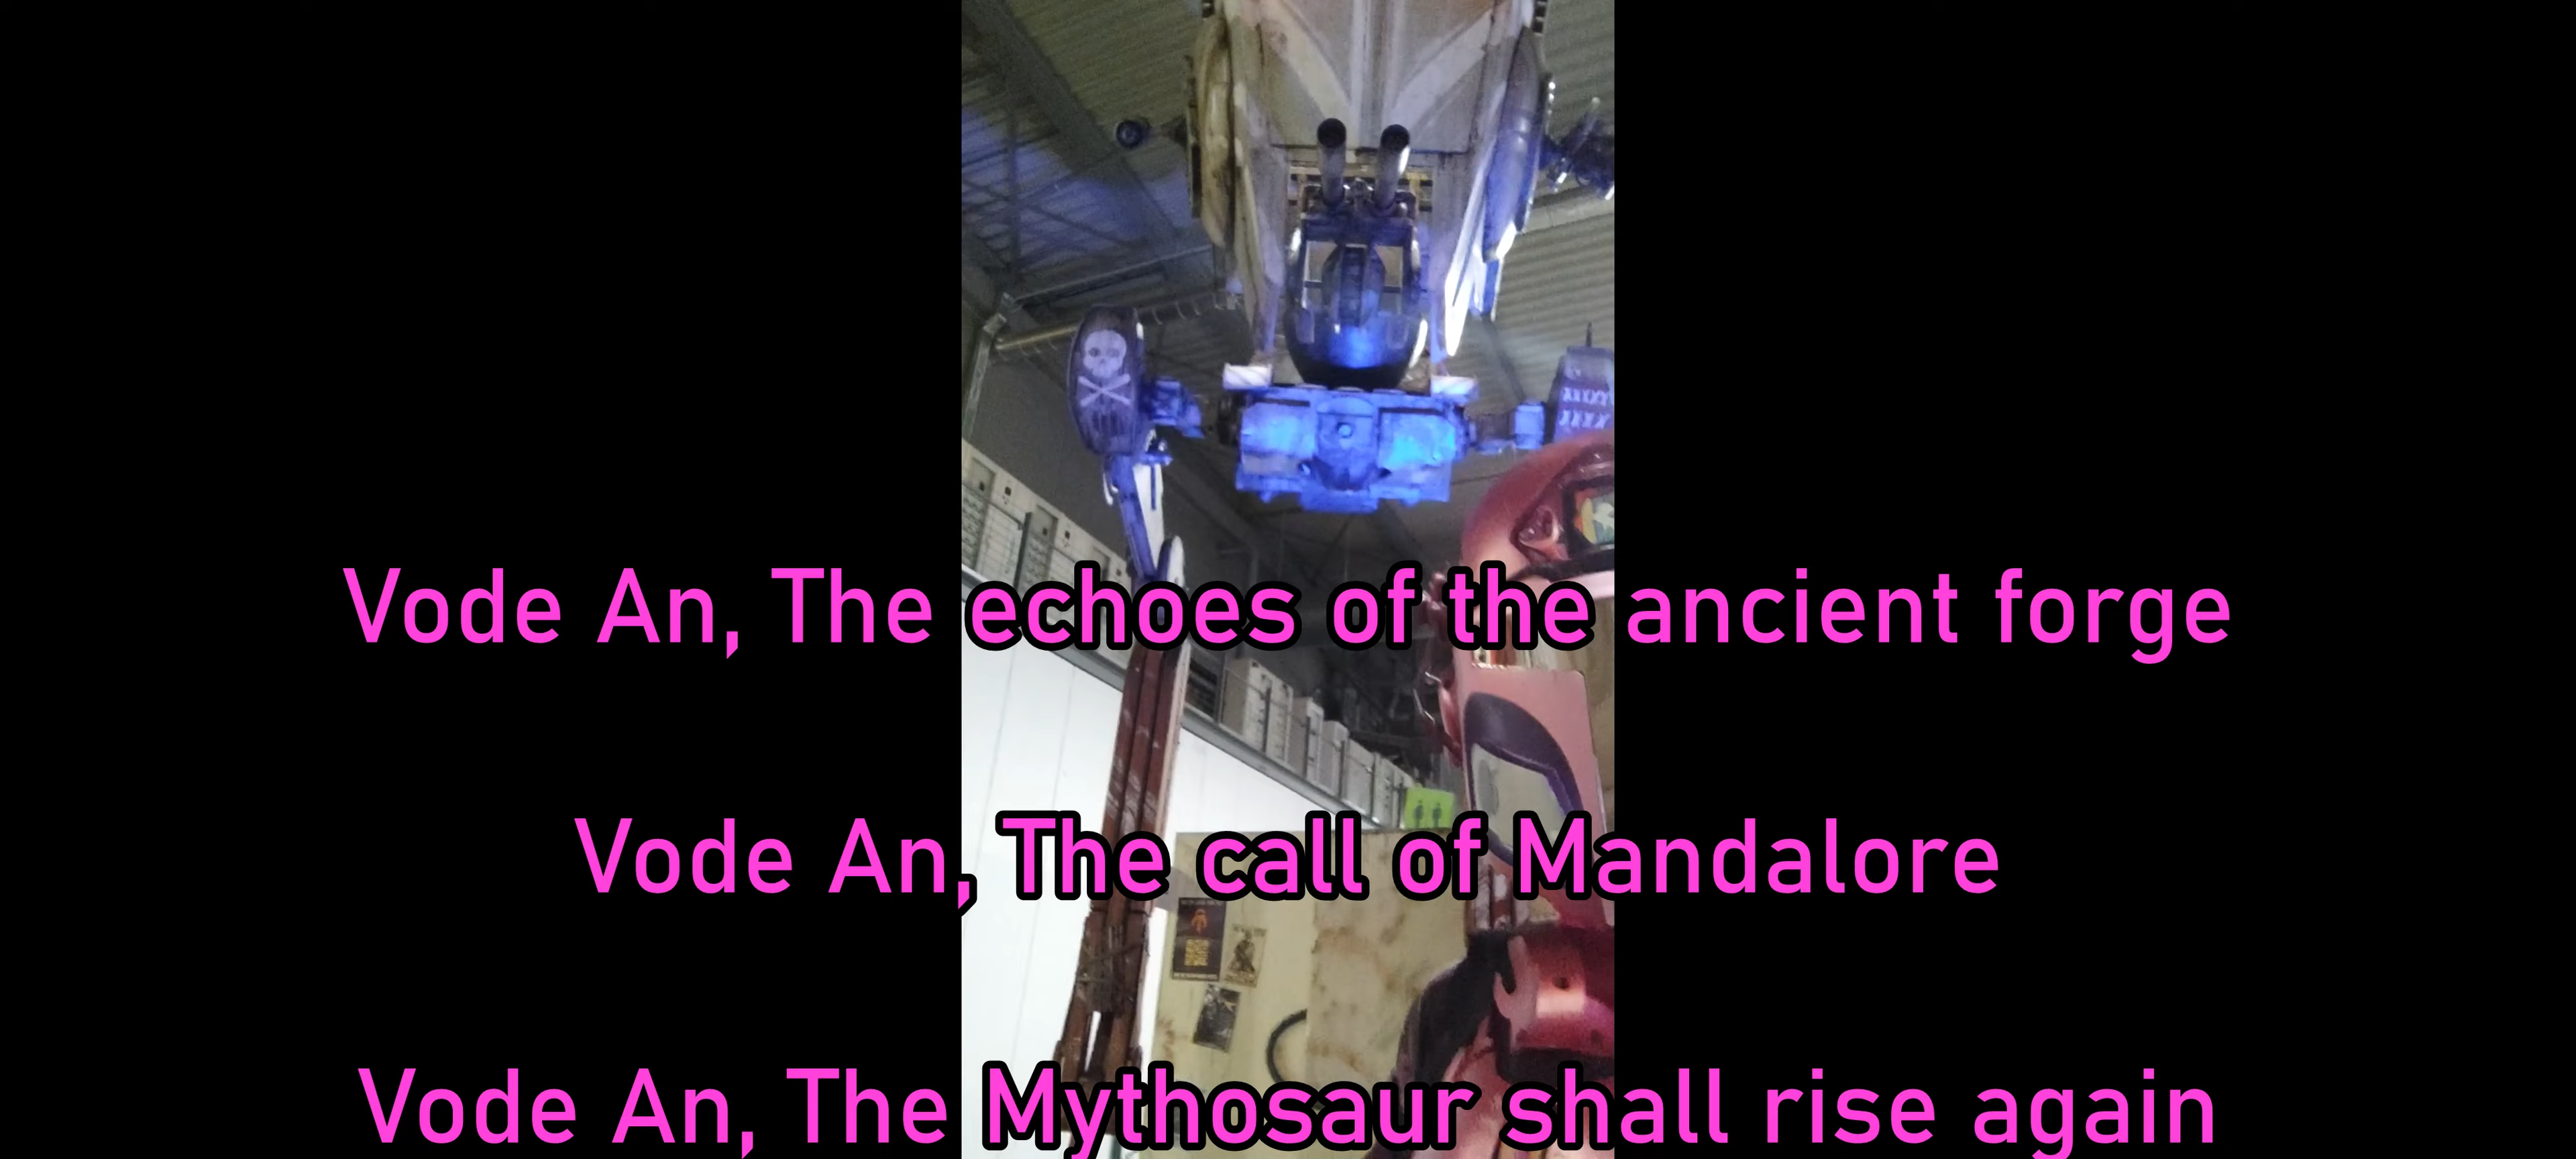 Vode An, The echoes of the ancient forge
Vode An, The call of Mandalore
Vode An, The Mythosaur shall rise again